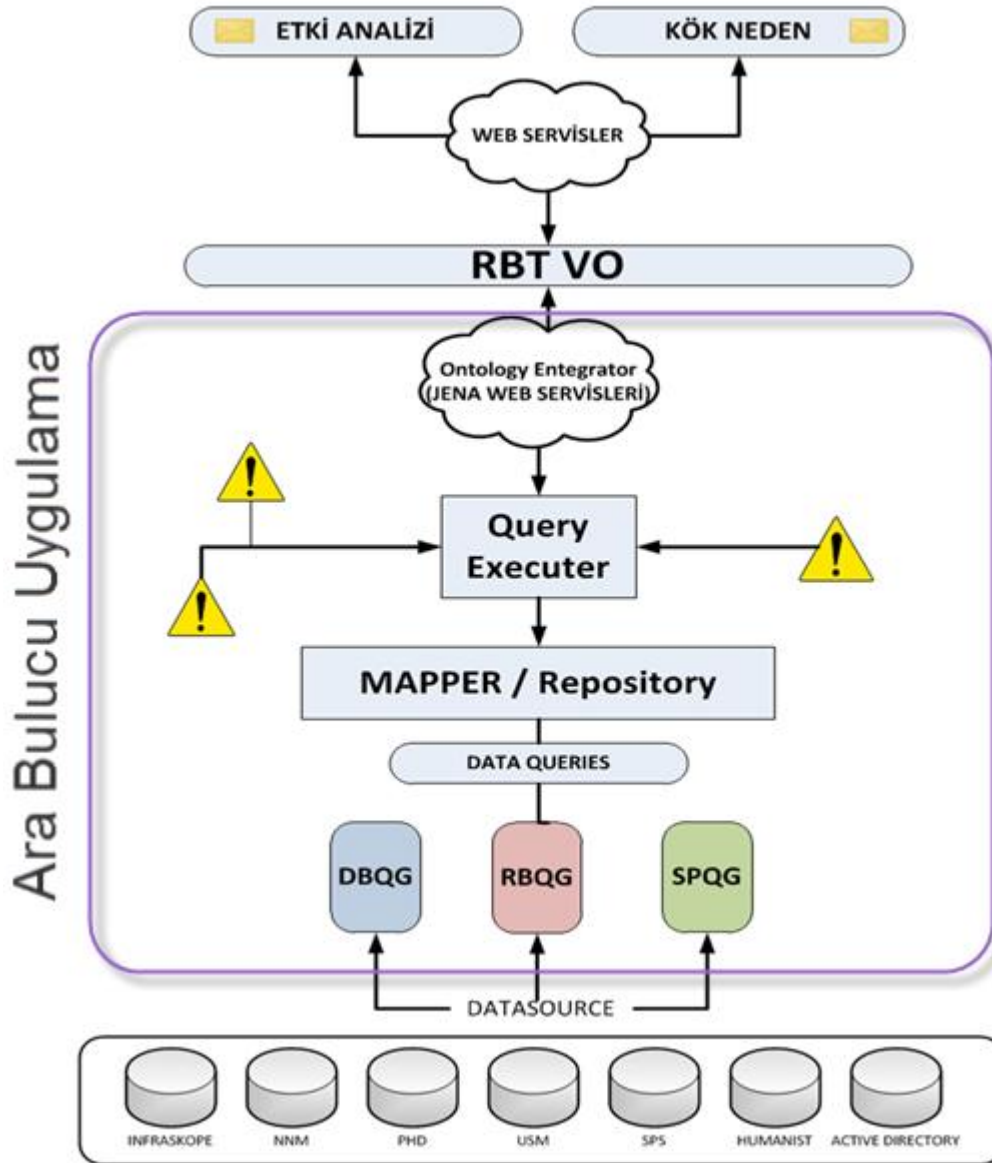 ETKİ ANALİZİ
KÖK NEDEN
WEB SERVİSLER
RBT VO
Ara Bulucu Uygulama
Ontology Entegrator
(JENA WEB SERVİSLERİ)
Query
Executer
MAPPER / Repository
DATA QUERIES
DBQG
RBQG
SPQG
DATASOURCE
INFRASKOPE
NNM
PHD
USM
SPS
HUMANIST
ACTIVE DIRECTORY